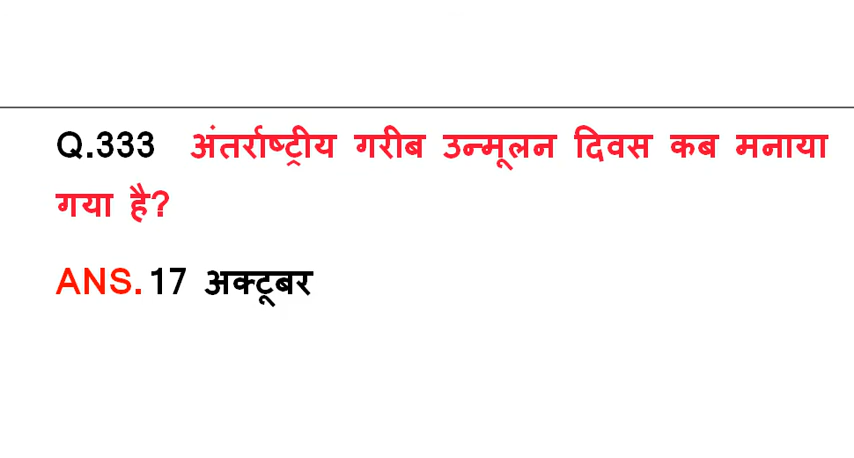 Q.333 अंतर्राष्ट्रीय गरीब उन्मूलन दिवस कब मनाया
गया है?
ANS. 17 अक्टूबर